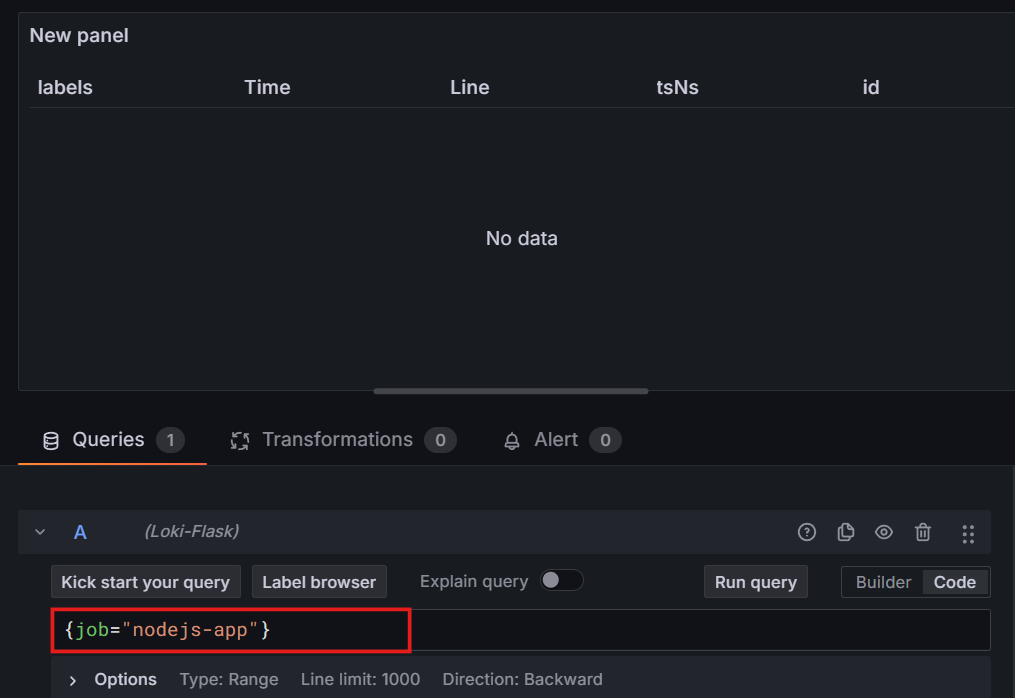 New panel
labels Time Line tsNs id
No data
Queries 1 Transformations 0 Alert 0
A (Loki-Flask)
Kick start your query Label browser Explain query Run query Builder Code
{job="nodejs-app"}
Options Type: Range Line limit: 1000 Direction: Backward